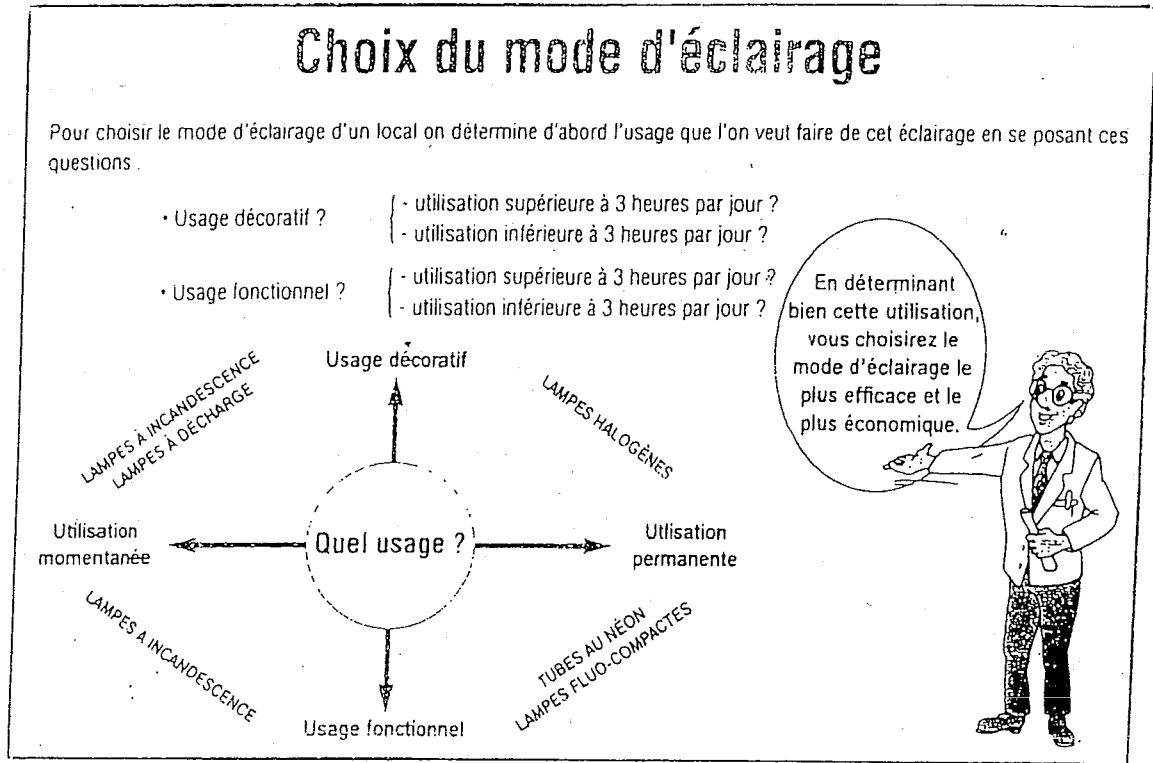 Choix du mode d'éclairage
Pour choisir le mode d'éclairage d'un local on détermine d'abord l'usage que l'on veut faire de cet éclairage en se posant ces
questions .
• Usage décoratif ?
- utilisation supérieure à 3 heures par jour ?
- utilisation inférieure à 3 heures par jour ?
• Usage fonctionnel ?
- utilisation supérieure à 3 heures par jour ?
- utilisation inférieure à 3 heures par jour ?
En déterminant
bien cette utilisation,
vous choisirez le
mode d'éclairage le
plus efficace et le
plus économique.
Usage décoratif
LAMPES À INCANDESCENCE
LAMPES À DÉCHARGE
LAMPES HALOGÈNES
Utilisation
momentanée
Quel usage ?
Utlisation
permanente
LAMPES A INCANDESCENCE
TUBES AU NÉON
LAMPES FLUO-COMPACTES
Usage fonctionnel